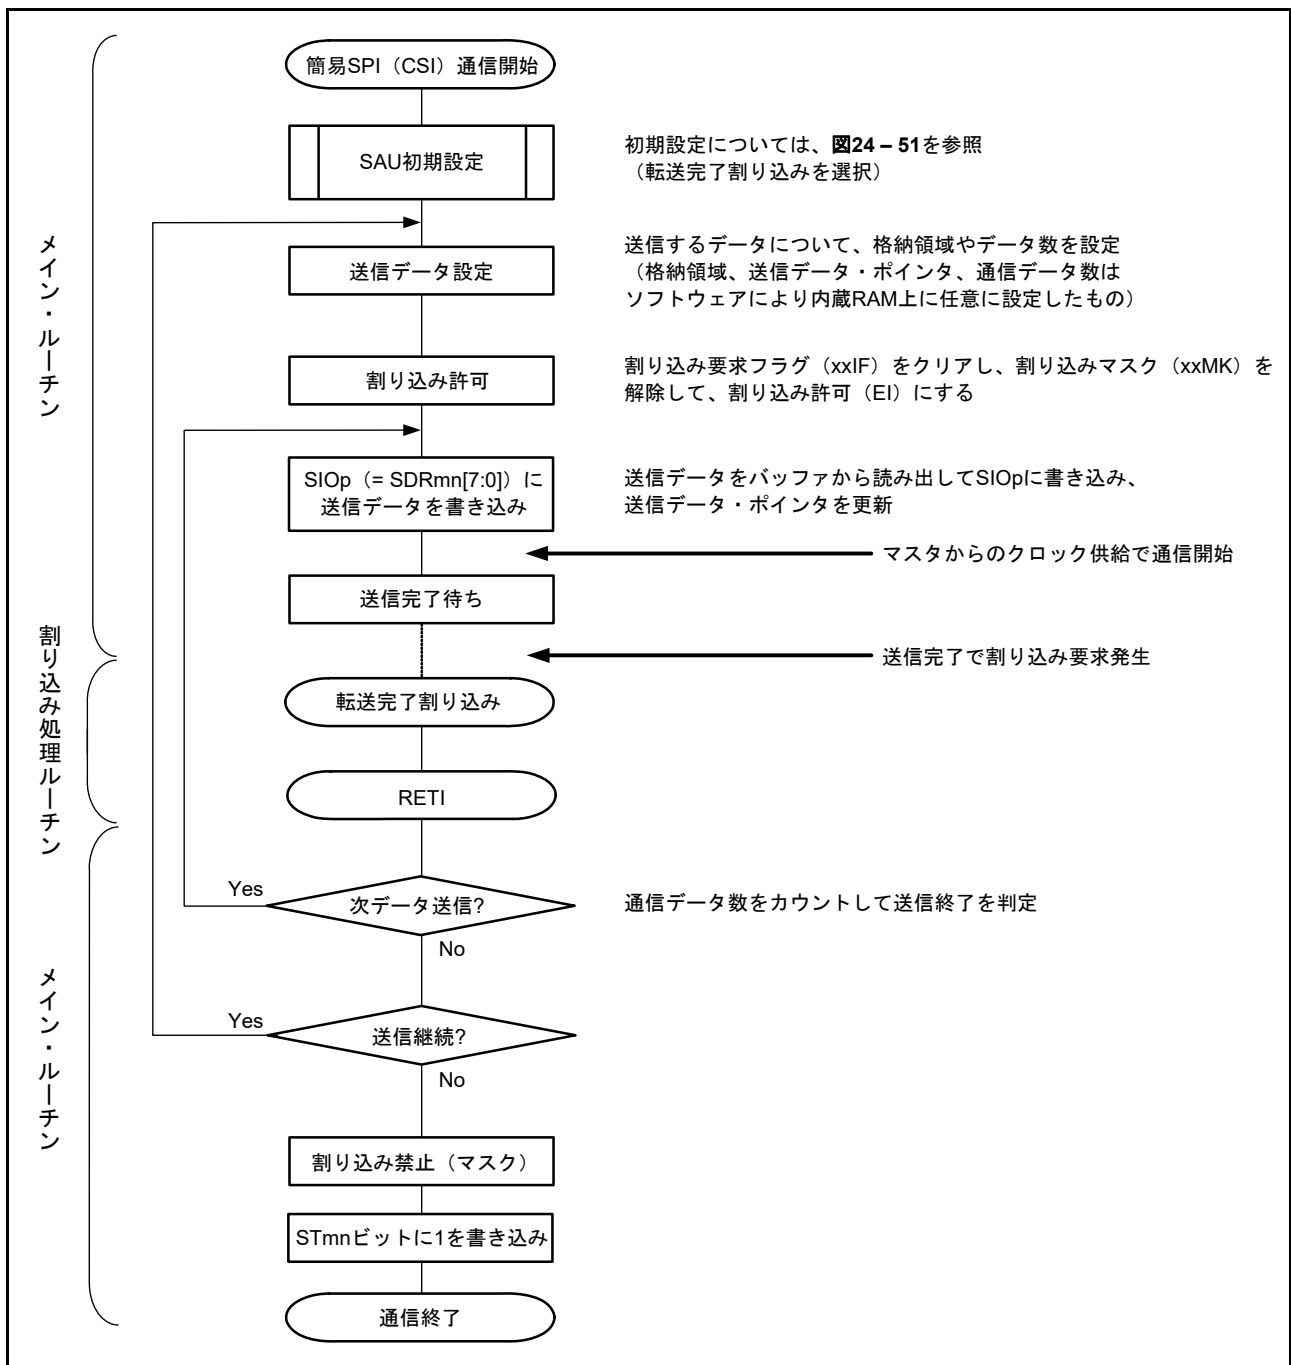 簡易SPI（CSI）通信開始
SAU初期設定
初期設定については、図24 – 51を参照
（転送完了割り込みを選択）
メイン・ルーチン
送信データ設定
送信するデータについて、格納領域やデータ数を設定
（格納領域、送信データ・ポインタ、通信データ数は
ソフトウェアにより内蔵RAM上に任意に設定したもの）
割り込み許可
割り込み要求フラグ（xxIF）をクリアし、割り込みマスク（xxMK）を
解除して、割り込み許可（EI）にする
SIOp（= SDRmn[7:0]）に
送信データを書き込み
送信データをバッファから読み出してSIOpに書き込み、
送信データ・ポインタを更新
マスタからのクロック供給で通信開始
送信完了待ち
送信完了で割り込み要求発生
割り込み処理ルーチン
転送完了割り込み
RETI
Yes
次データ送信?
通信データ数をカウントして送信終了を判定
No
メイン・ルーチン
Yes
送信継続?
No
割り込み禁止（マスク）
STmnビットに1を書き込み
通信終了